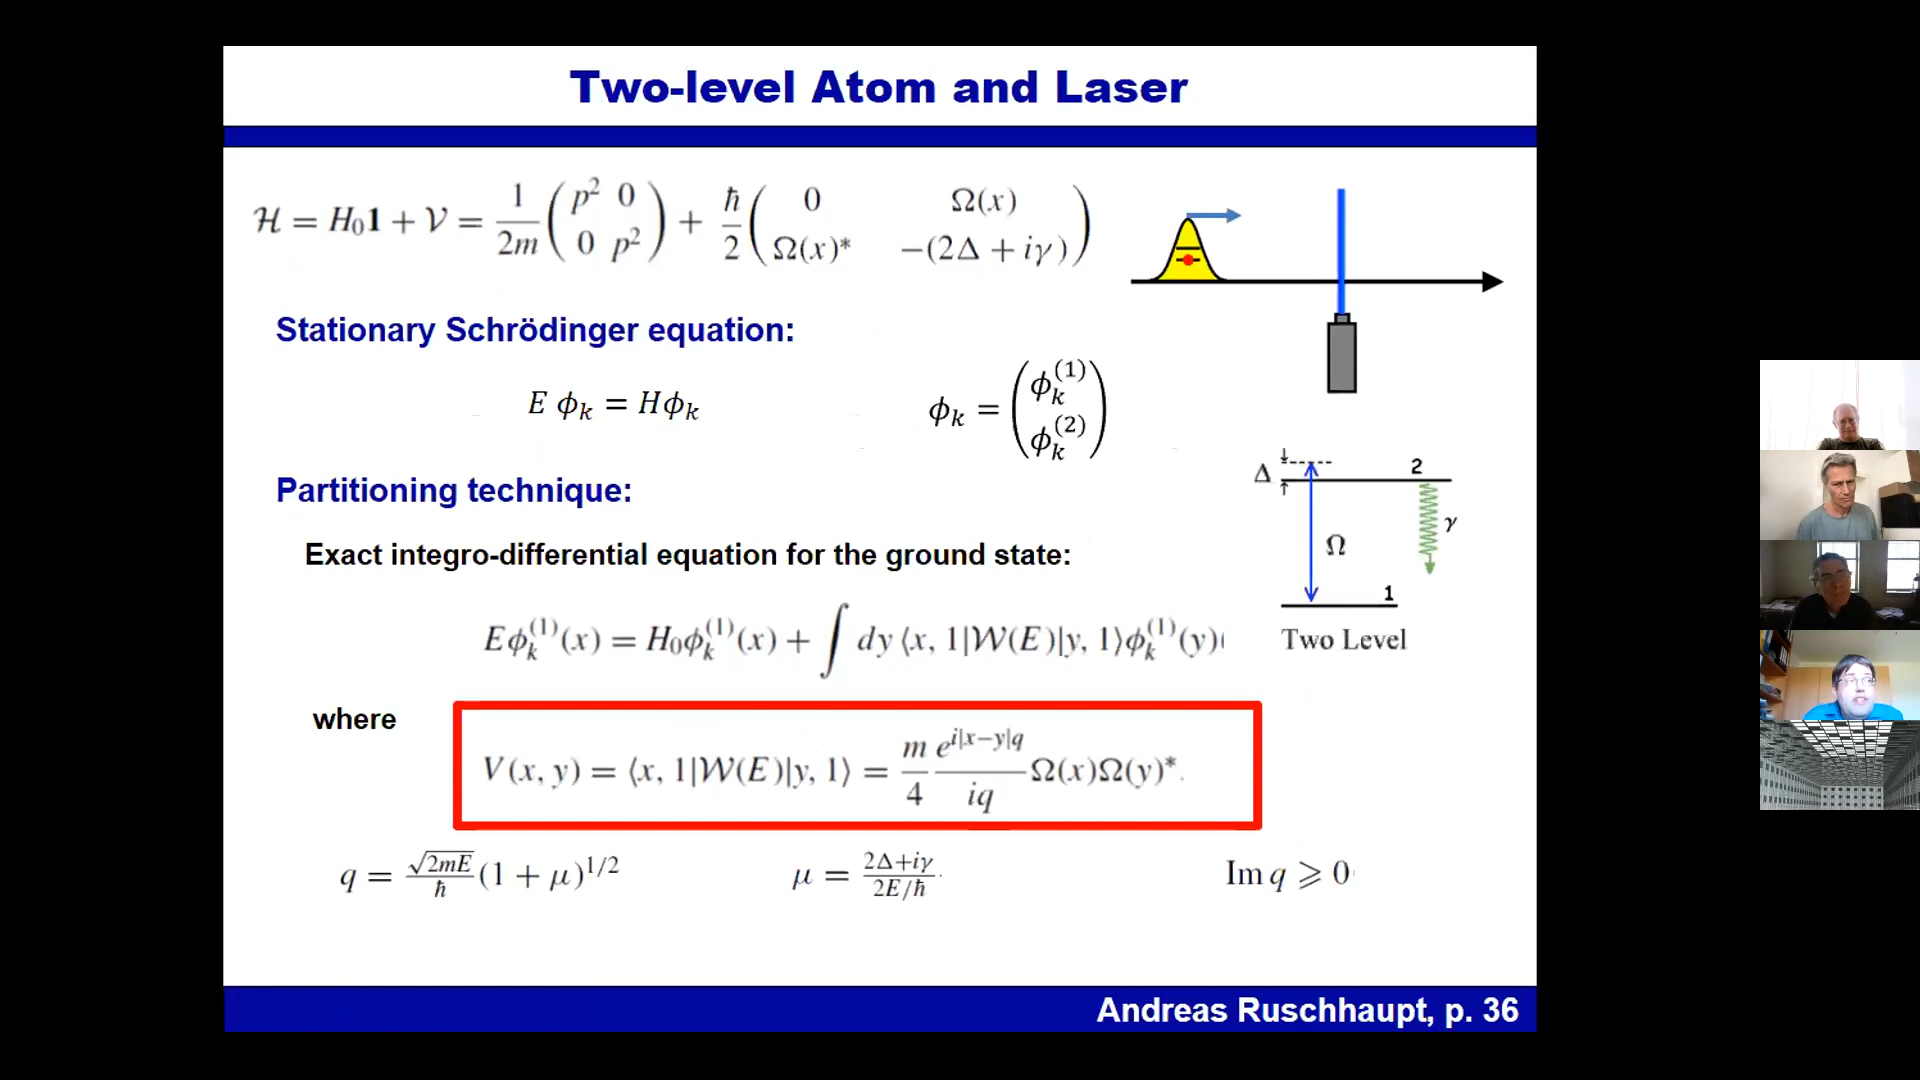 Two-level Atom and Laser
ℋ = H₀1 + 𝒱 = 1/2m ( p² 0 ; 0 p² ) + ħ/2 ( 0 Ω(x) ; Ω(x)* −(2Δ + iγ) )
Stationary Schrödinger equation:
E ϕₖ = Hϕₖ
ϕₖ = ( ϕₖ⁽¹⁾ ; ϕₖ⁽²⁾ )
Δ
2
γ
Ω
1
Two Level
Partitioning technique:
Exact integro-differential equation for the ground state:
Eϕₖ⁽¹⁾(x) = H₀ϕₖ⁽¹⁾(x) + ∫ dy ⟨x, 1|𝒲(E)|y, 1⟩ϕₖ⁽¹⁾(y)
where
V(x, y) = ⟨x, 1|𝒲(E)|y, 1⟩ = m/4 e^{i|x−y|q}/iq Ω(x)Ω(y)*.
q = √2mE/ħ (1 + μ)^{1/2}
μ = 2Δ+iγ/2E/ħ
Im q ⩾ 0
Andreas Ruschhaupt, p. 36